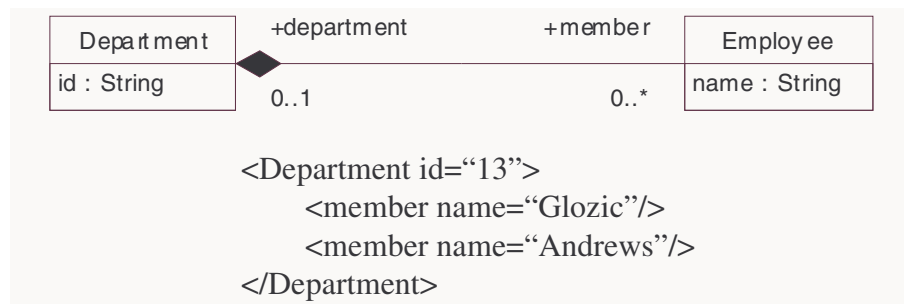 Department +department +member Employee
id : String 0..1 0..* name : String
<Department id=“13”>
<member name=“Glozic”/>
<member name=“Andrews”/>
</Department>